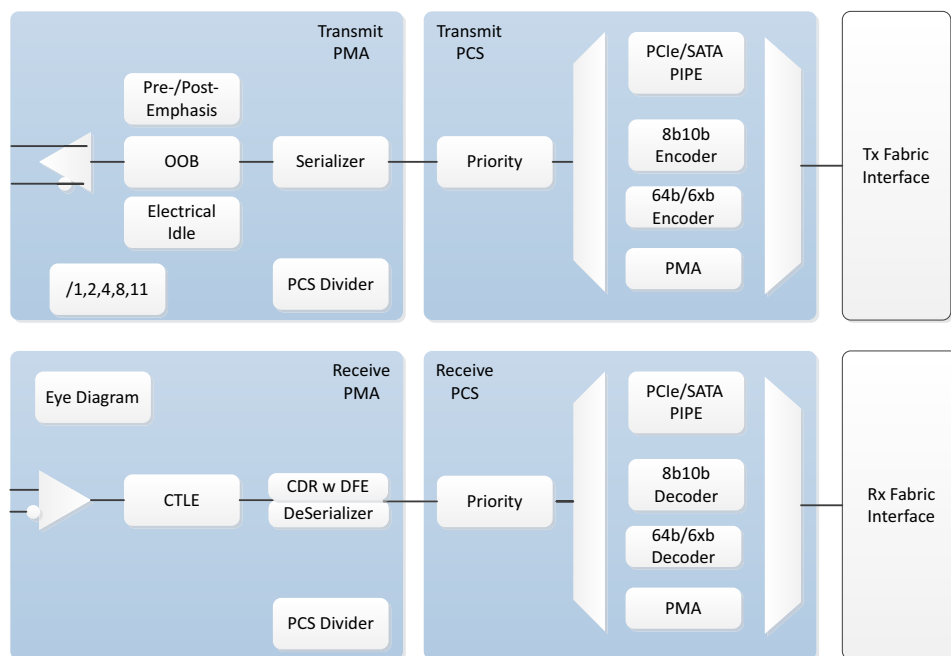 Transmit
PMA
Pre-/Post-
Emphasis
OOB
Serializer
Electrical
Idle
/1,2,4,8,11
PCS Divider
Transmit
PCS
Priority
PCIe/SATA
PIPE
8b10b
Encoder
64b/6xb
Encoder
PMA
Tx Fabric
Interface
Receive
PMA
Eye Diagram
CTLE
CDR w DFE
DeSerializer
PCS Divider
Receive
PCS
Priority
PCIe/SATA
PIPE
8b10b
Decoder
64b/6xb
Decoder
PMA
Rx Fabric
Interface